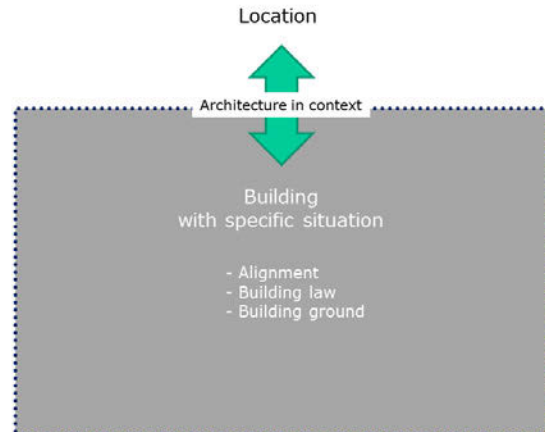 Location
Architecture in context
Building
with specific situation
- Alignment
- Building law
- Building ground